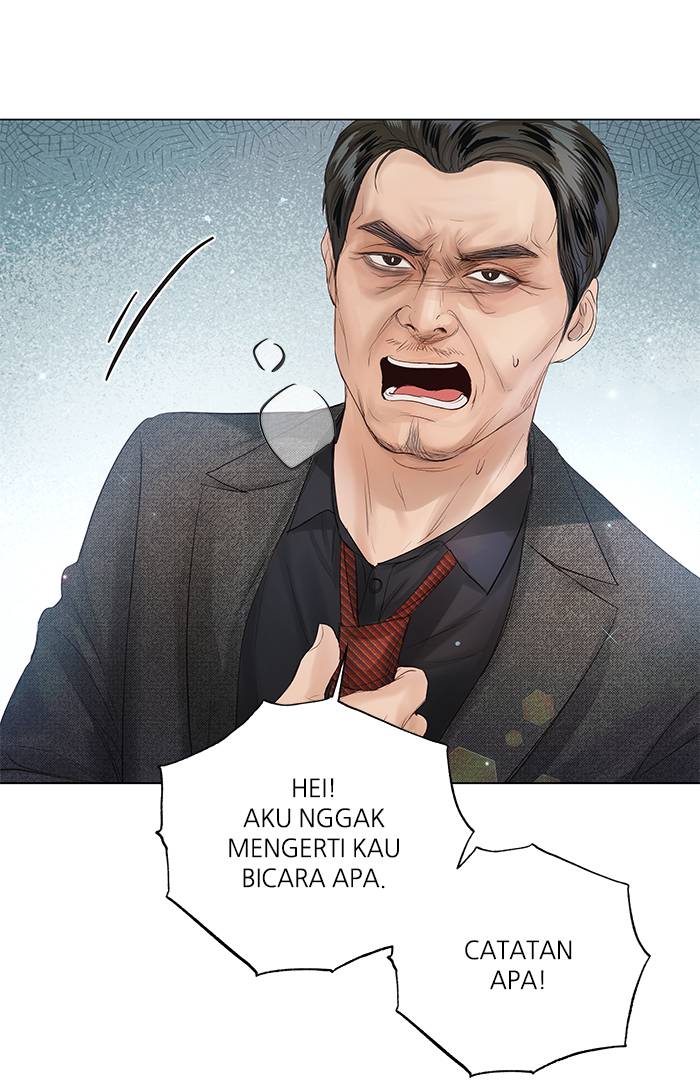 HEI!
AKU NGGAK
MENGERTI KAU
BICARA APA.
CATATAN
APA!